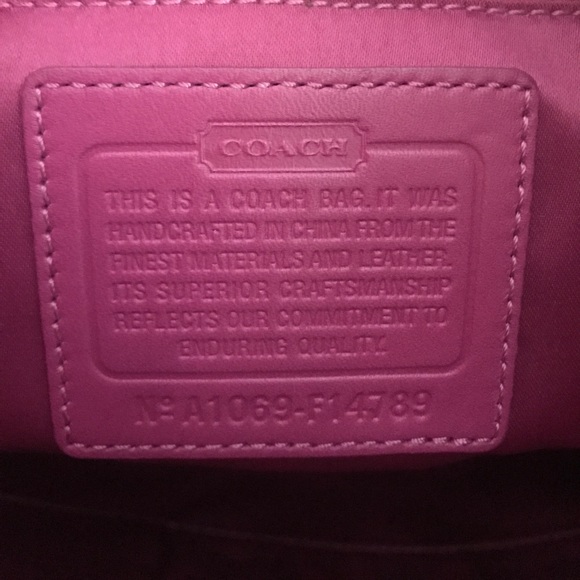 COACH
THIS IS A COACH BAG. IT WAS
HANDCRAFTED IN CHINA FROM THE
FINEST MATERIALS AND LEATHER.
ITS SUPERIOR CRAFTSMANSHIP
REFLECTS OUR COMMITMENT TO
ENDURING QUALITY.
Nº A1069-F14789